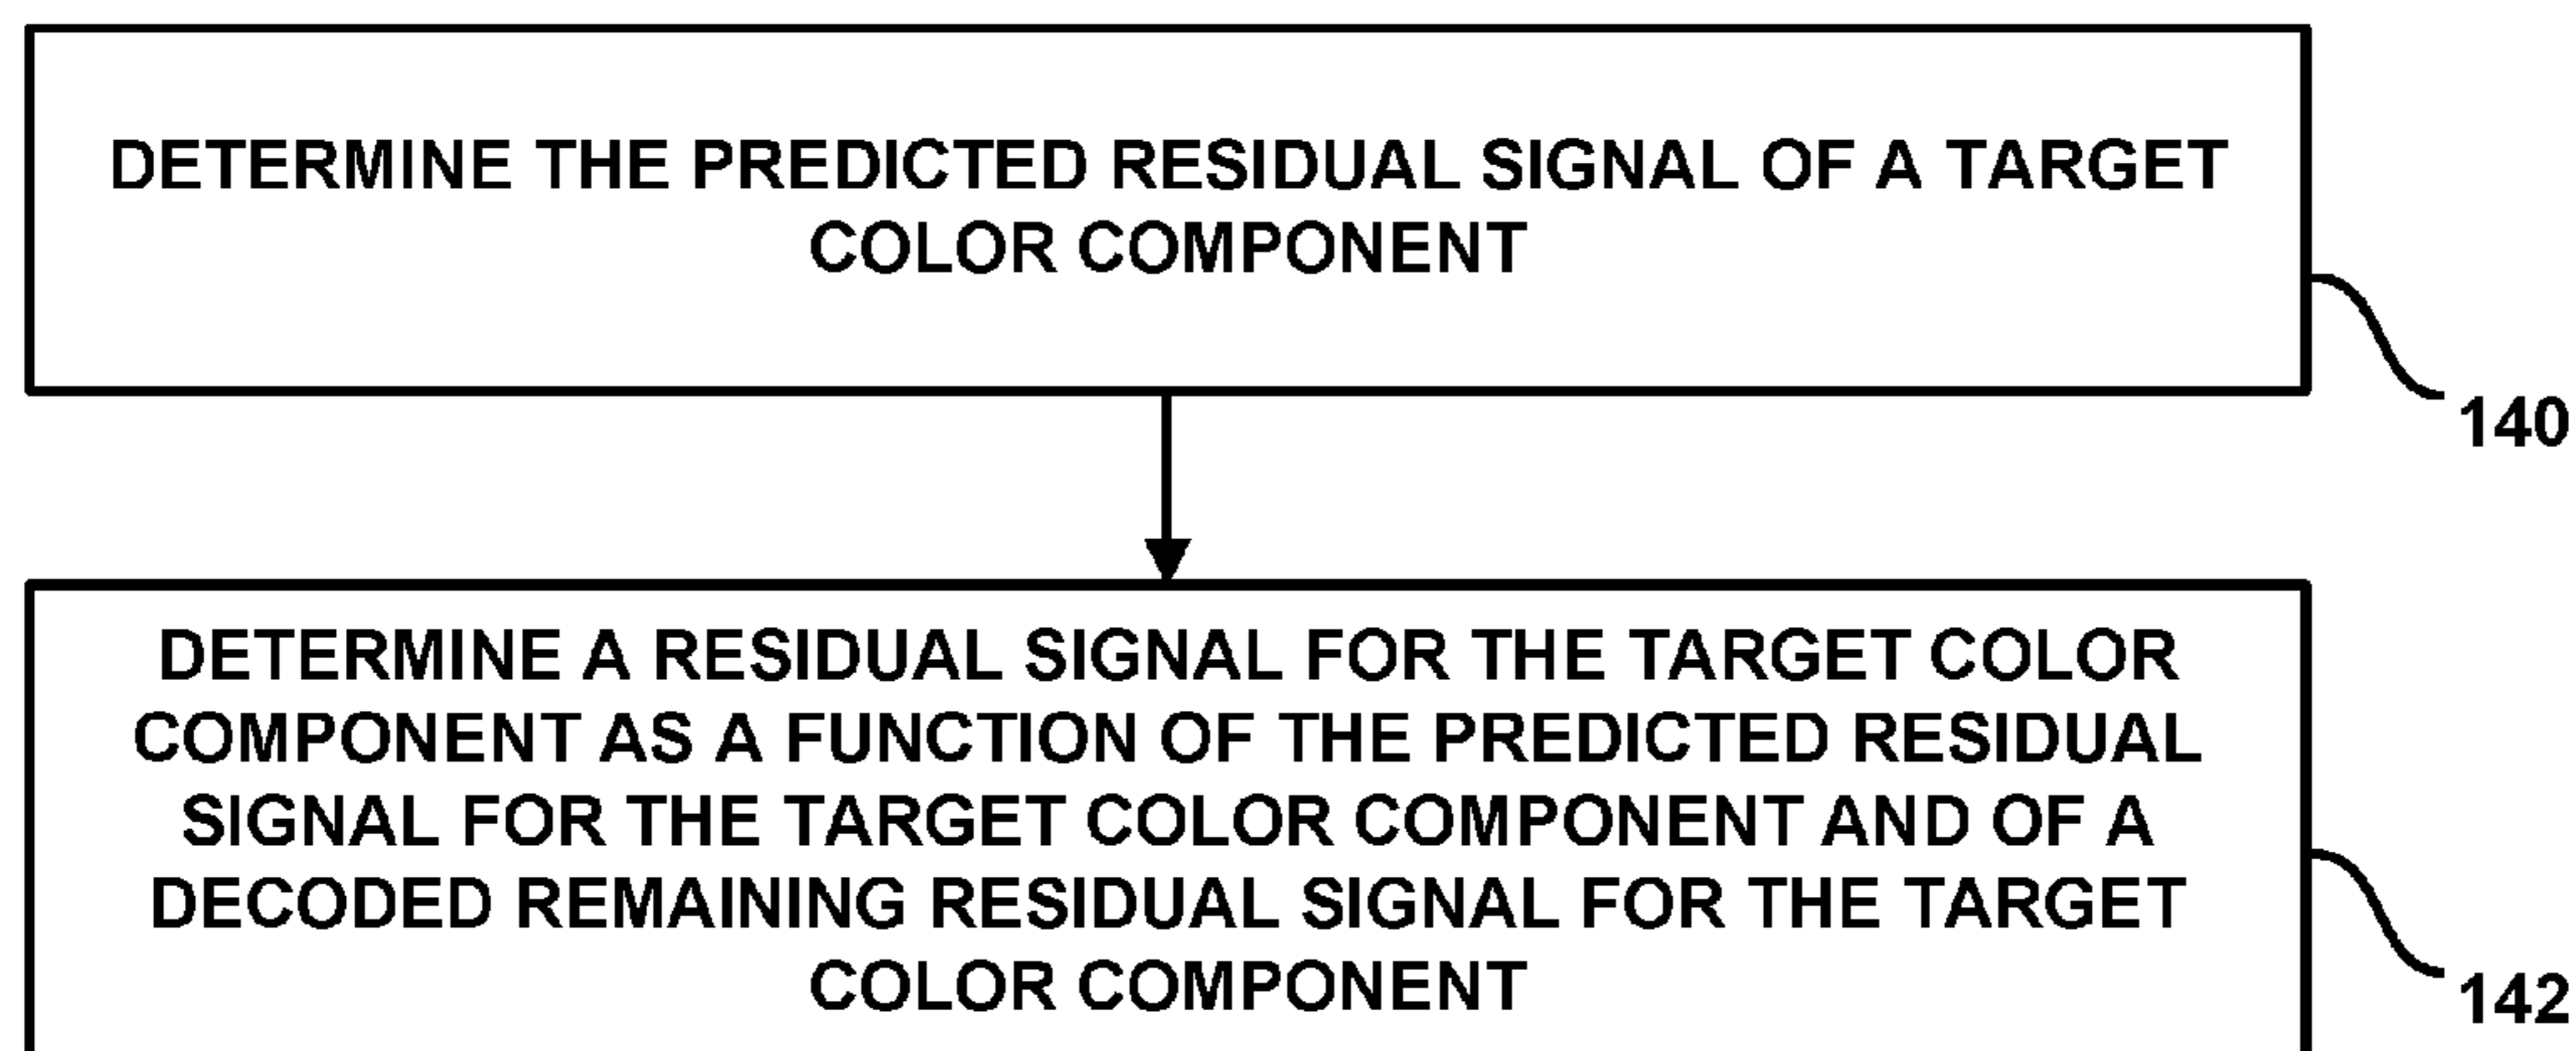 DETERMINE THE PREDICTED RESIDUAL SIGNAL OF A TARGET
COLOR COMPONENT
140
DETERMINE A RESIDUAL SIGNAL FOR THE TARGET COLOR
COMPONENT AS A FUNCTION OF THE PREDICTED RESIDUAL
SIGNAL FOR THE TARGET COLOR COMPONENT AND OF A
DECODED REMAINING RESIDUAL SIGNAL FOR THE TARGET
COLOR COMPONENT
142